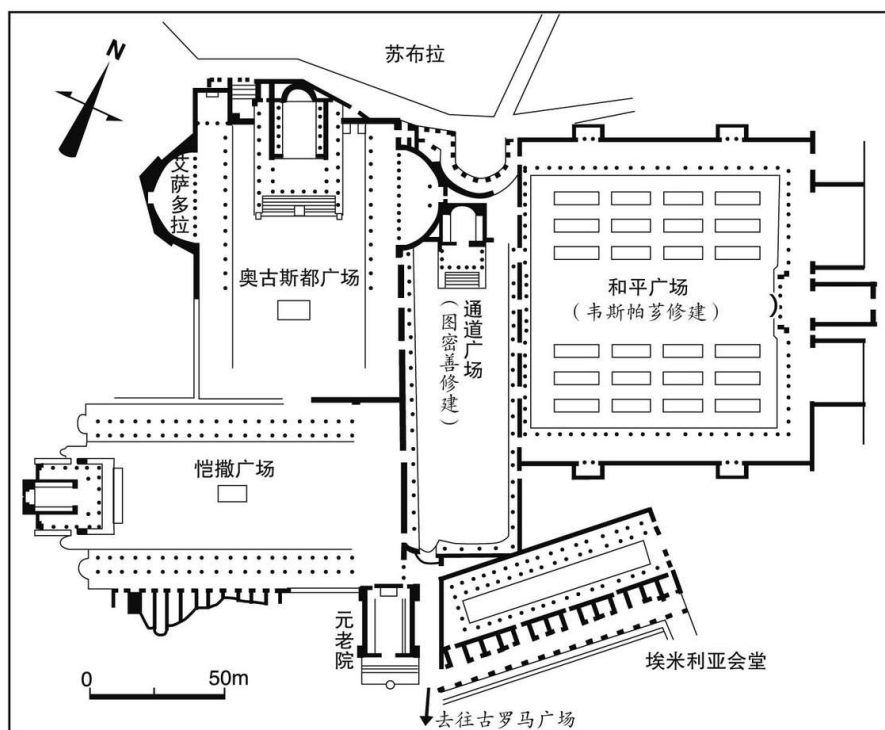 苏布拉
N
艾萨多拉
奥古斯都广场
通道广场
（图密善修建）
和平广场
（韦斯帕芗修建）
恺撒广场
元老院
埃米利亚会堂
0 50m
去往古罗马广场